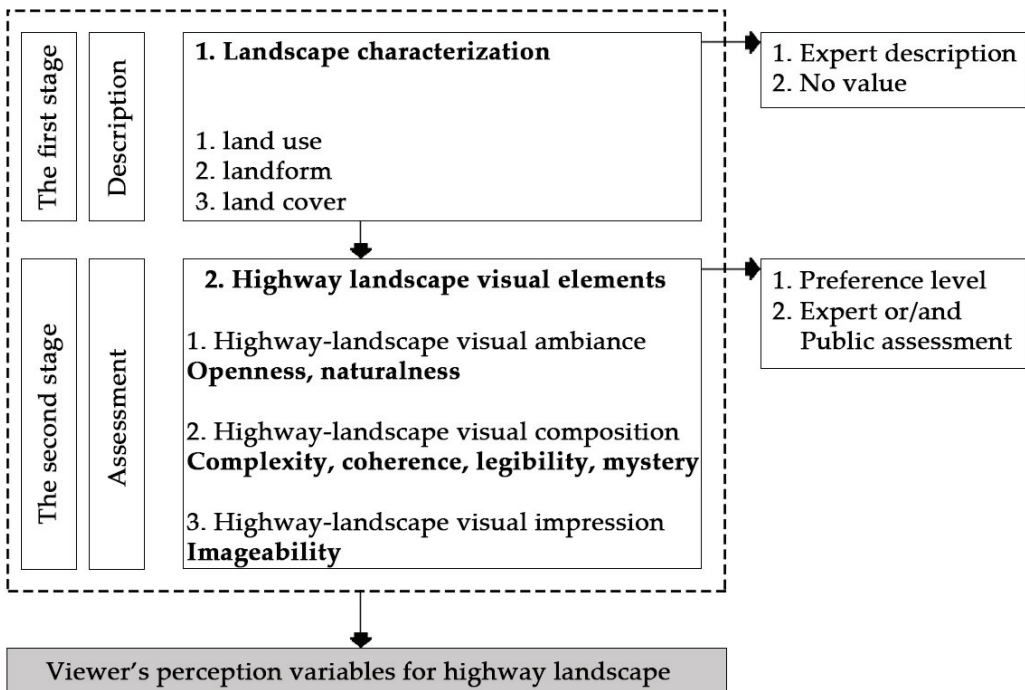 The first stage
Description
1. Landscape characterization
1. land use
2. landform
3. land cover
1. Expert description
2. No value
The second stage
Assessment
2. Highway landscape visual elements
1. Highway-landscape visual ambiance
Openness, naturalness
2. Highway-landscape visual composition
Complexity, coherence, legibility, mystery
3. Highway-landscape visual impression
Imageability
1. Preference level
2. Expert or/and
Public assessment
Viewer's perception variables for highway landscape